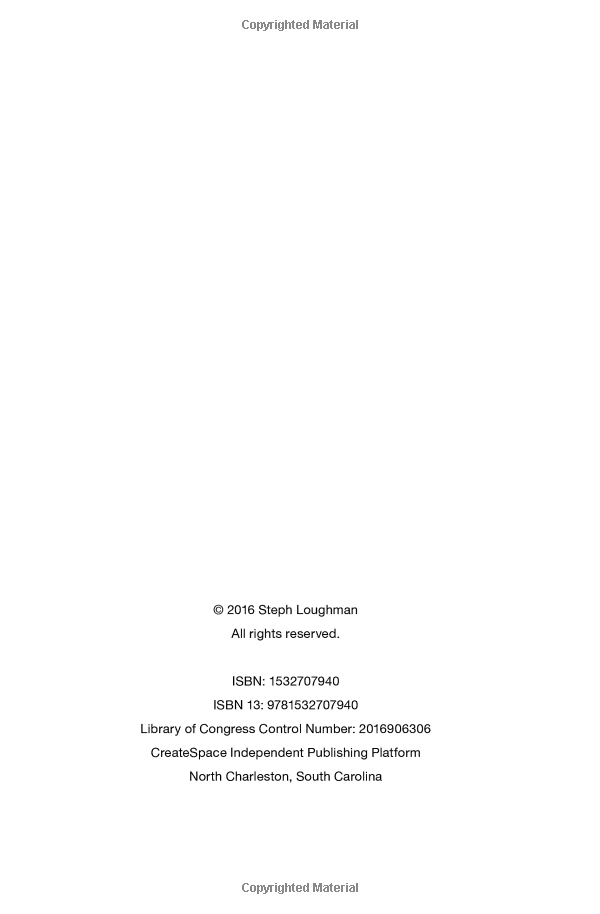 Copyrighted Material
© 2016 Steph Loughman
All rights reserved.
ISBN: 1532707940
ISBN 13: 9781532707940
Library of Congress Control Number: 2016906306
CreateSpace Independent Publishing Platform
North Charleston, South Carolina
Copyrighted Material